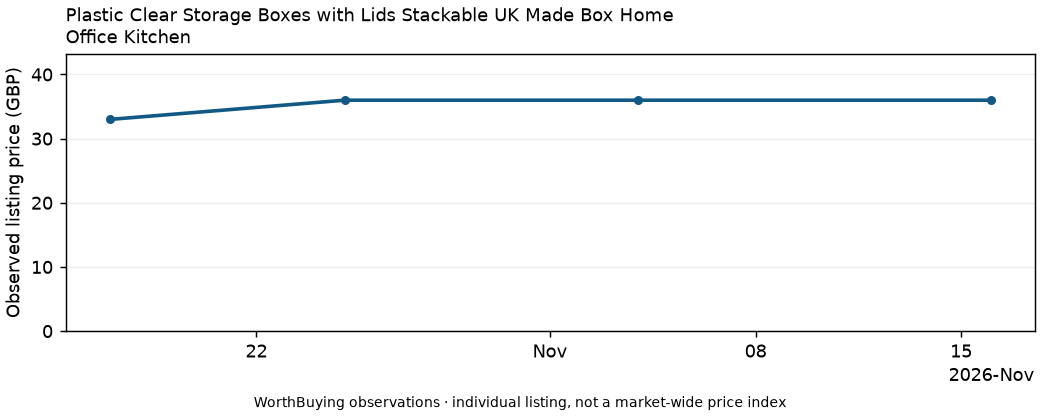 Plastic Clear Storage Boxes with Lids Stackable UK Made Box Home
Office Kitchen
Observed listing price (GBP)
40
30
20
10
0
22
Nov
08
15
2026-Nov
WorthBuying observations · individual listing, not a market-wide price index